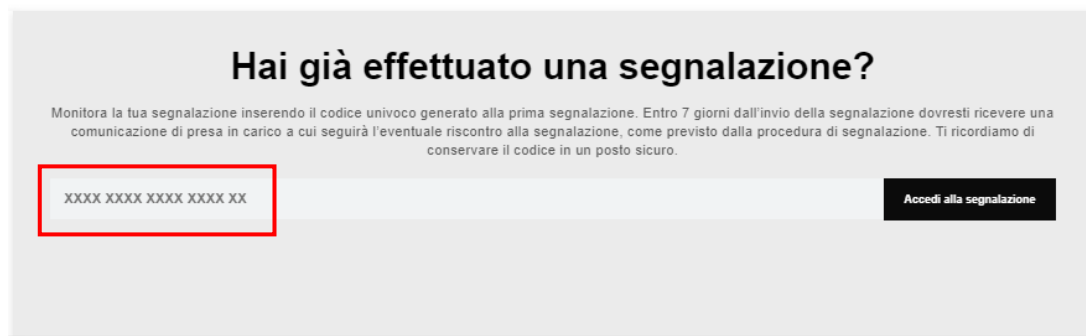 Hai già effettuato una segnalazione?
Monitora la tua segnalazione inserendo il codice univoco generato alla prima segnalazione. Entro 7 giorni dall'invio della segnalazione dovresti ricevere una
comunicazione di presa in carico a cui seguirà l'eventuale riscontro alla segnalazione, come previsto dalla procedura di segnalazione. Ti ricordiamo di
conservare il codice in un posto sicuro.
XXXX XXXX XXXX XXXX XX
Accedi alla segnalazione